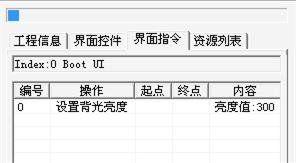 工程信息 界面控件 界面指令 资源列表
Index:0 Boot UI
编号 操作 起点 终点 内容
0 设置背光亮度 亮度值:300